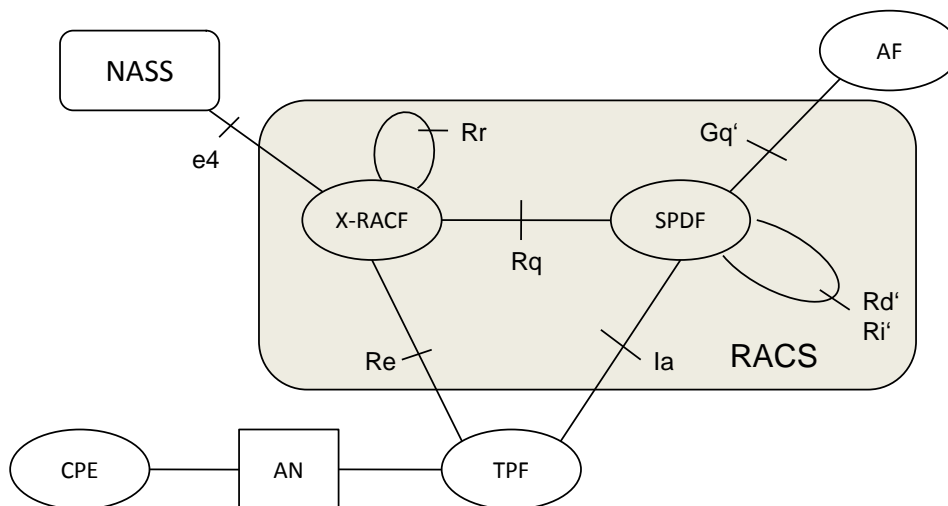 AF
NASS
Rr
Gq‘
e4
X-RACF
SPDF
Rq
Rd‘
Ri‘
Re
Ia
RACS
CPE
AN
TPF